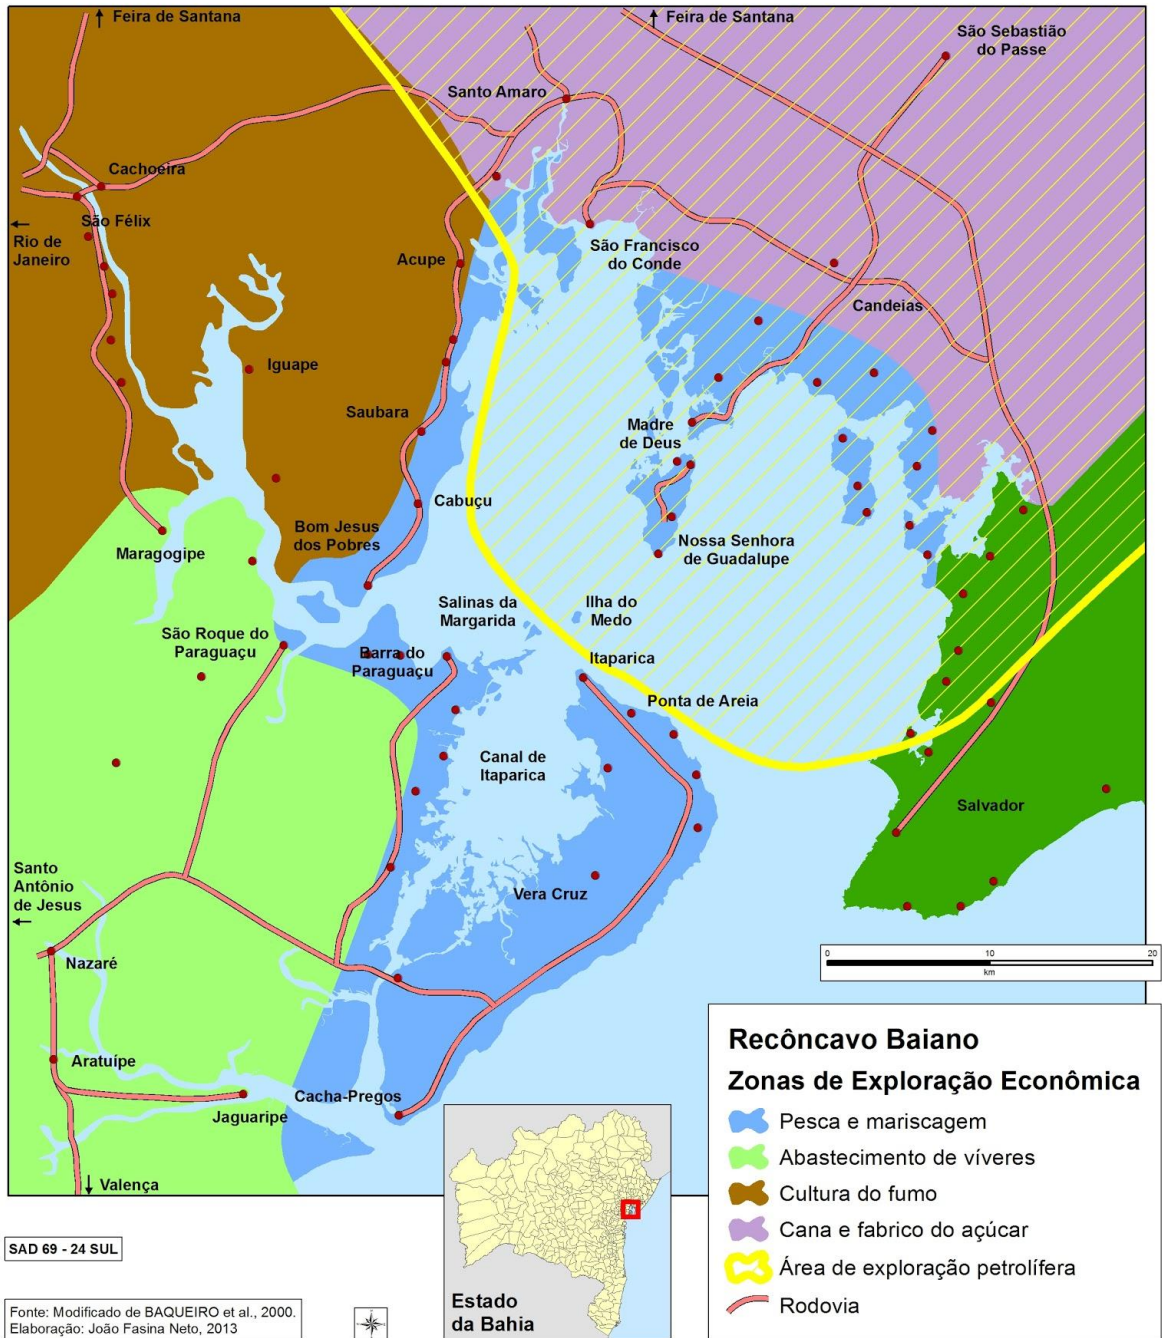 Feira de Santana
Feira de Santana
São Sebastião
do Passe
Santo Amaro
Cachoeira
São Félix
Rio de
Janeiro
Acupe
São Francisco
do Conde
Candeias
Iguape
Saubara
Madre
de Deus
Cabuçu
Bom Jesus
dos Pobres
Nossa Senhora
de Guadalupe
Maragogipe
Salinas da
Margarida
Ilha do
Medo
São Roque do
Paraguaçu
Barra do
Paraguaçu
Itaparica
Ponta de Areia
Canal de
Itaparica
Salvador
Santo
Antônio
de Jesus
Vera Cruz
Nazaré
0 10 20
km
Aratuípe
Cacha-Pregos
Jaguaripe
Valença
Recôncavo Baiano
Zonas de Exploração Econômica
Pesca e mariscagem
Abastecimento de víveres
Cultura do fumo
Cana e fabrico do açúcar
Área de exploração petrolífera
Rodovia
SAD 69 - 24 SUL
Estado
da Bahia
Fonte: Modificado de BAQUEIRO et al., 2000.
Elaboração: João Fasina Neto, 2013